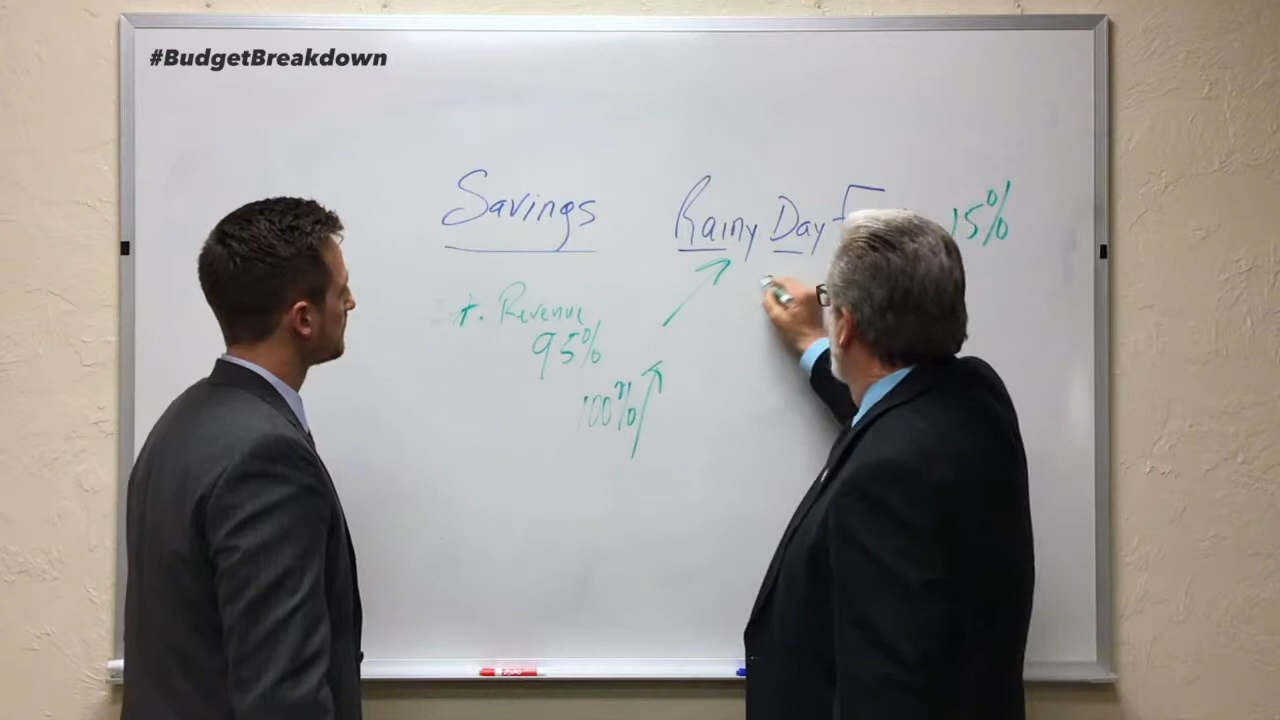 #BudgetBreakdown
Savings
Rainy Day F
15%
Revenue
95%
100%